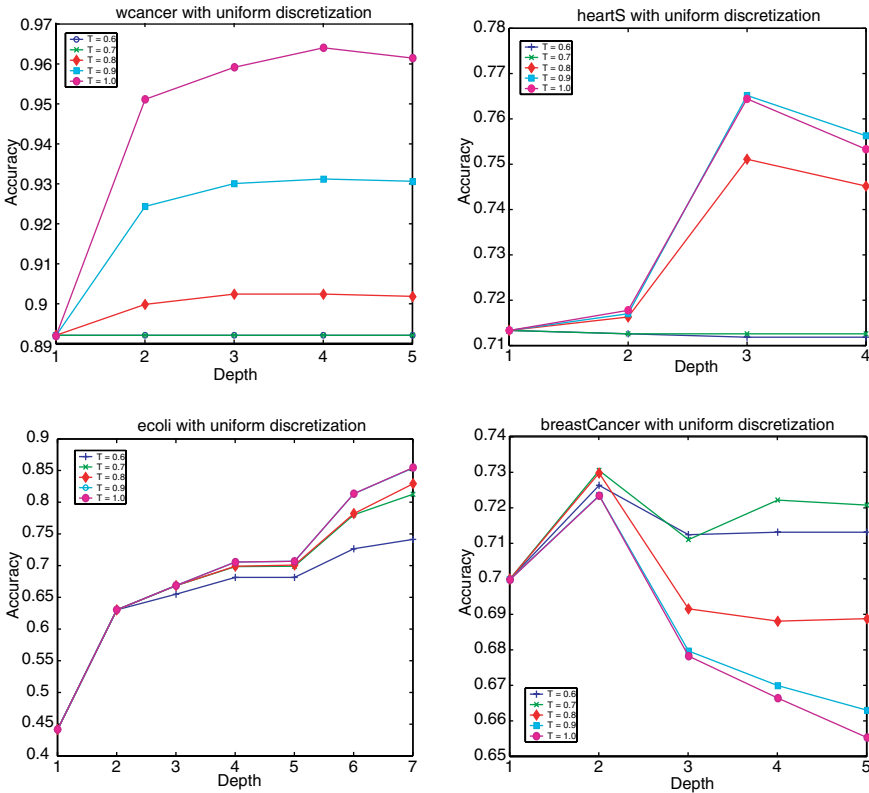 wcancer with uniform discretization
0.97
0.96
0.95
0.94
0.93
0.92
0.91
0.9
0.89
Accuracy
T = 0.6
T = 0.7
T = 0.8
T = 0.9
T = 1.0
1 2 3 4 5
Depth
heartS with uniform discretization
0.78
0.77
0.76
0.75
0.74
0.73
0.72
0.71
Accuracy
T = 0.6
T = 0.7
T = 0.8
T = 0.9
T = 1.0
1 2 3 4
Depth
ecoli with uniform discretization
0.9
0.85
0.8
0.75
0.7
0.65
0.6
0.55
0.5
0.45
0.4
Accuracy
T = 0.6
T = 0.7
T = 0.8
T = 0.9
T = 1.0
1 2 3 4 5 6 7
Depth
breastCancer with uniform discretization
0.74
0.73
0.72
0.71
0.7
0.69
0.68
0.67
0.66
0.65
Accuracy
T = 0.6
T = 0.7
T = 0.8
T = 0.9
T = 1.0
1 2 3 4 5
Depth